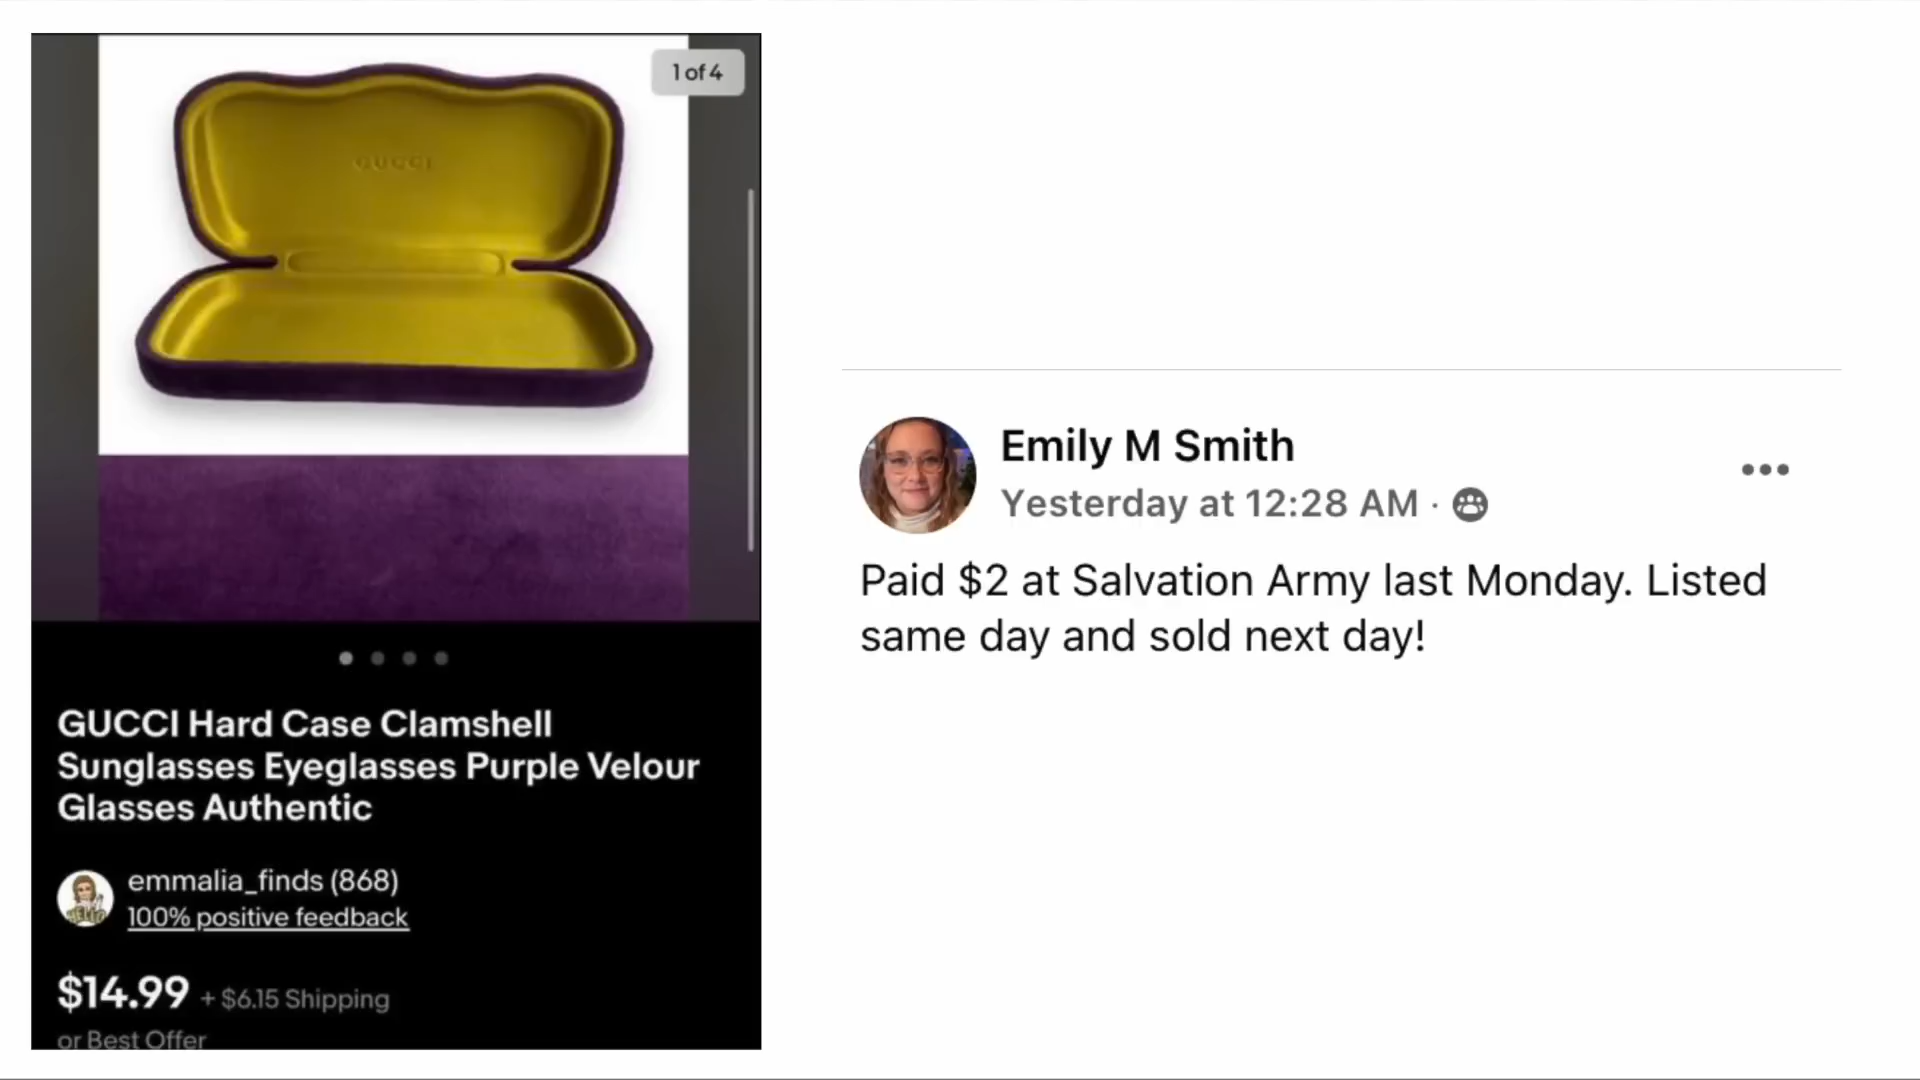 1 of 4
GUCCI
GUCCI Hard Case Clamshell
Sunglasses Eyeglasses Purple Velour
Glasses Authentic
emmalia_finds (868)
100% positive feedback
$14.99 + $6.15 Shipping
or Best Offer
Emily M Smith
Yesterday at 12:28 AM ·
Paid $2 at Salvation Army last Monday. Listed
same day and sold next day!